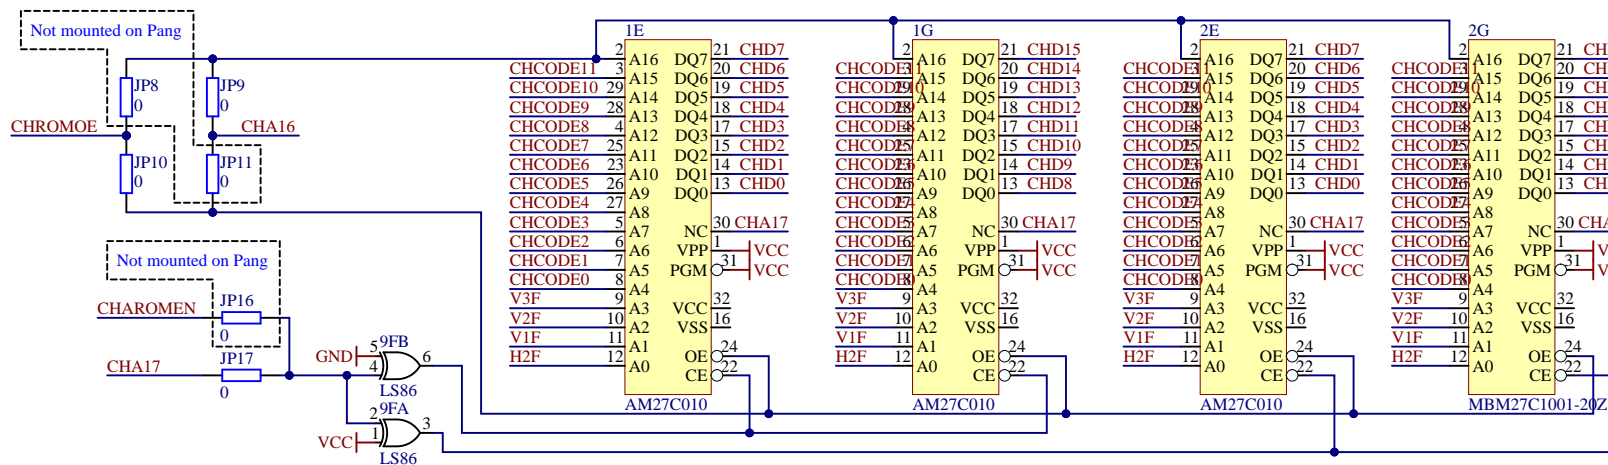 Not mounted on Pang
JP8
0
JP9
0
CHROMOE
CHA16
JP10
0
JP11
0
Not mounted on Pang
CHAROMEN
JP16
0
CHA17
JP17
0
GND
5
4
9FB
6
LS86
9FA
2
VCC
1
3
LS86
1E
2 A16 DQ7 21 CHD7
CHCODE11 3 A15 DQ6 20 CHD6
CHCODE10 29 A14 DQ5 19 CHD5
CHCODE9 28 A13 DQ4 18 CHD4
CHCODE8 4 A12 DQ3 17 CHD3
CHCODE7 25 A11 DQ2 15 CHD2
CHCODE6 23 A10 DQ1 14 CHD1
CHCODE5 26 A9 DQ0 13 CHD0
CHCODE4 27 A8
CHCODE3 5 A7 NC 30 CHA17
CHCODE2 6 A6 VPP 1 VCC
CHCODE1 7 A5 PGM 31 VCC
CHCODE0 8 A4
V3F 9 A3 VCC 32
V2F 10 A2 VSS 16
V1F 11 A1 OE 24
H2F 12 A0 CE 22
AM27C010
1G
2 A16 DQ7 21 CHD15
A15 DQ6 20 CHD14
A14 DQ5 19 CHD13
A13 DQ4 18 CHD12
A12 DQ3 17 CHD11
A11 DQ2 15 CHD10
A10 DQ1 14 CHD9
A9 DQ0 13 CHD8
A8
A7 NC 30 CHA17
A6 VPP 1 VCC
A5 PGM 31 VCC
A4
V3F 9 A3 VCC 32
V2F 10 A2 VSS 16
V1F 11 A1 OE 24
H2F 12 A0 CE 22
AM27C010
2E
2 A16 DQ7 21 CHD7
A15 DQ6 20 CHD6
A14 DQ5 19 CHD5
A13 DQ4 18 CHD4
A12 DQ3 17 CHD3
A11 DQ2 15 CHD2
A10 DQ1 14 CHD1
A9 DQ0 13 CHD0
A8
A7 NC 30 CHA17
A6 VPP 1 VCC
A5 PGM 31 VCC
A4
V3F 9 A3 VCC 32
V2F 10 A2 VSS 16
V1F 11 A1 OE 24
H2F 12 A0 CE 22
AM27C010
2G
2 A16 DQ7 21
A15 DQ6 20
A14 DQ5 19
A13 DQ4 18
A12 DQ3 17
A11 DQ2 15
A10 DQ1 14
A9 DQ0 13
A8
A7 NC 30
A6 VPP 1
A5 PGM 31
A4
V3F 9 A3 VCC 32
V2F 10 A2 VSS 16
V1F 11 A1 OE 24
H2F 12 A0 CE 22
MBM27C1001-20Z